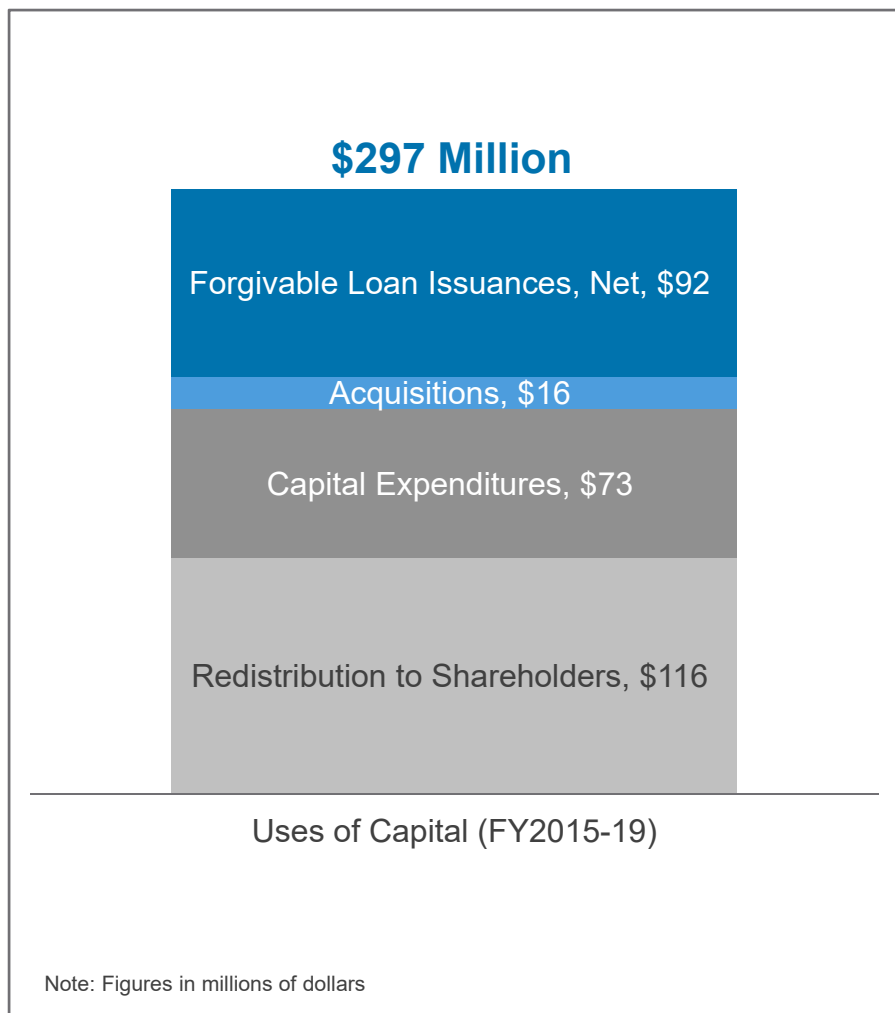 $297 Million
Forgivable Loan Issuances, Net, $92
Acquisitions, $16
Capital Expenditures, $73
Redistribution to Shareholders, $116
Uses of Capital (FY2015-19)
Note: Figures in millions of dollars